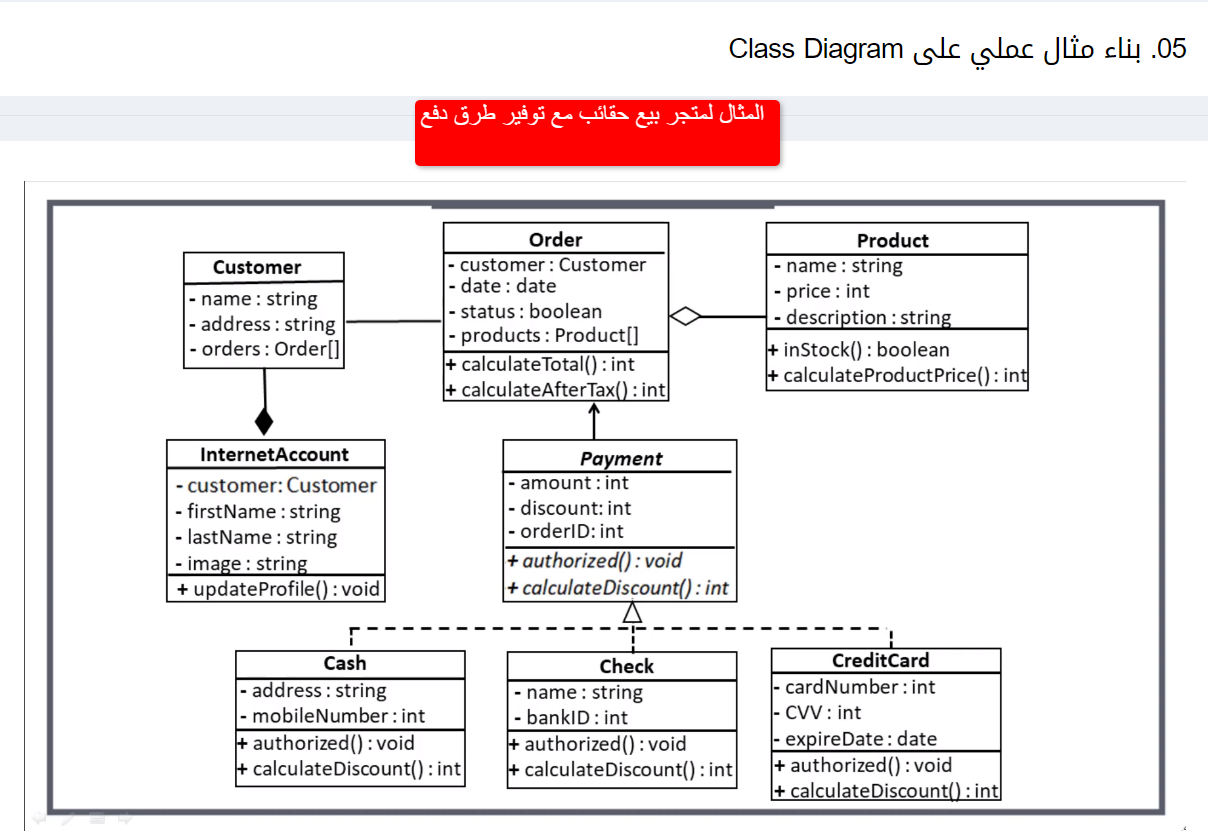 05. بناء مثال عملي على Class Diagram
المثال لمتجر بيع حقائب مع توفير طرق دفع
Customer
- name : string
- address : string
- orders : Order[]
Order
- customer : Customer
- date : date
- status : boolean
- products : Product[]
+ calculateTotal() : int
+ calculateAfterTax() : int
Product
- name : string
- price : int
- description : string
+ inStock() : boolean
+ calculateProductPrice() : int
InternetAccount
- customer: Customer
- firstName : string
- lastName : string
- image : string
+ updateProfile() : void
Payment
- amount : int
- discount: int
- orderID: int
+ authorized() : void
+ calculateDiscount() : int
Cash
- address : string
- mobileNumber : int
+ authorized() : void
+ calculateDiscount() : int
Check
- name : string
- bankID : int
+ authorized() : void
+ calculateDiscount() : int
CreditCard
- cardNumber : int
- CVV : int
- expireDate : date
+ authorized() : void
+ calculateDiscount() : int